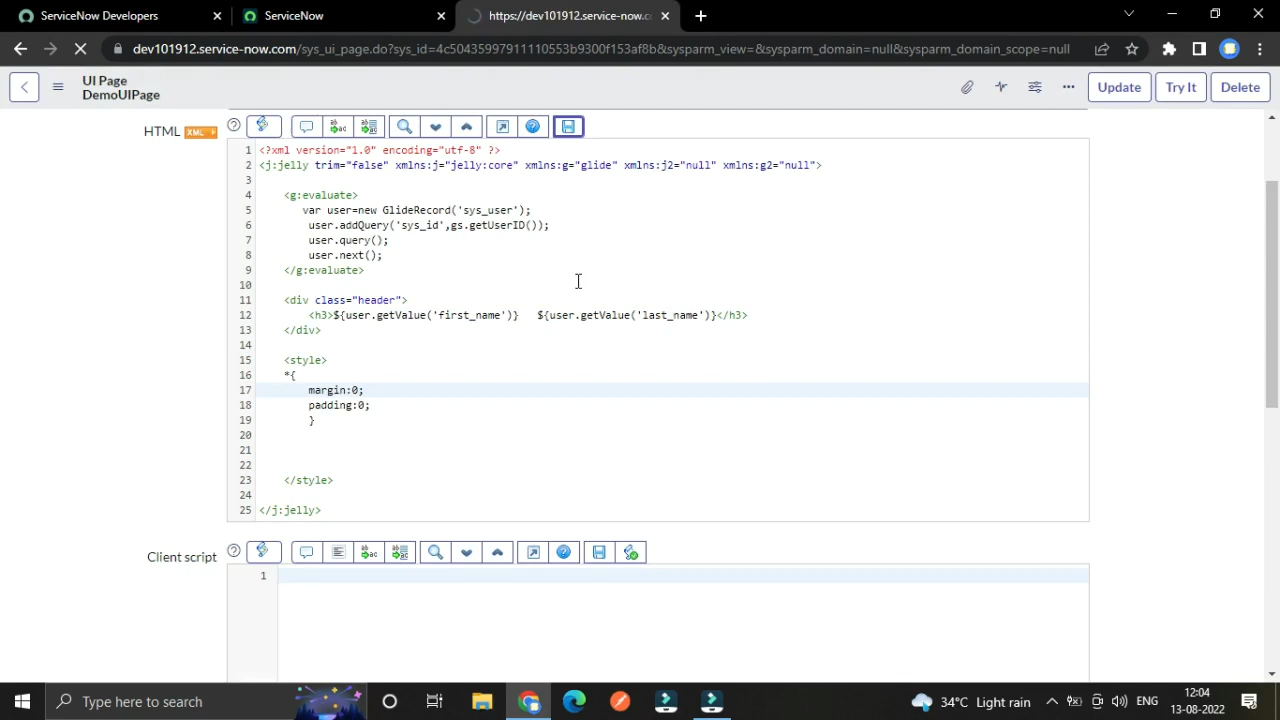 ServiceNow Developers
ServiceNow
https://dev101912.service-now.cc
dev101912.service-now.com/sys_ui_page.do?sys_id=4c50435997911110553b9300f153af8b&sysparm_view=&sysparm_domain=null&sysparm_domain_scope=null
UI Page
DemoUIPage
Update
Try It
Delete
HTML
XML
1 <?xml version="1.0" encoding="utf-8" ?>
2 <j:jelly trim="false" xmlns:j="jelly:core" xmlns:g="glide" xmlns:j2="null" xmlns:g2="null">
3
4 <g:evaluate>
5 var user=new GlideRecord('sys_user');
6 user.addQuery('sys_id',gs.getUserID());
7 user.query();
8 user.next();
9 </g:evaluate>
10
11 <div class="header">
12 <h3>${user.getValue('first_name')} ${user.getValue('last_name')}</h3>
13 </div>
14
15 <style>
16 *{
17 margin:0;
18 padding:0;
19 }
20
21
22
23 </style>
24
25 </j:jelly>
Client script
1
Type here to search
34°C Light rain
ENG
12:04
13-08-2022